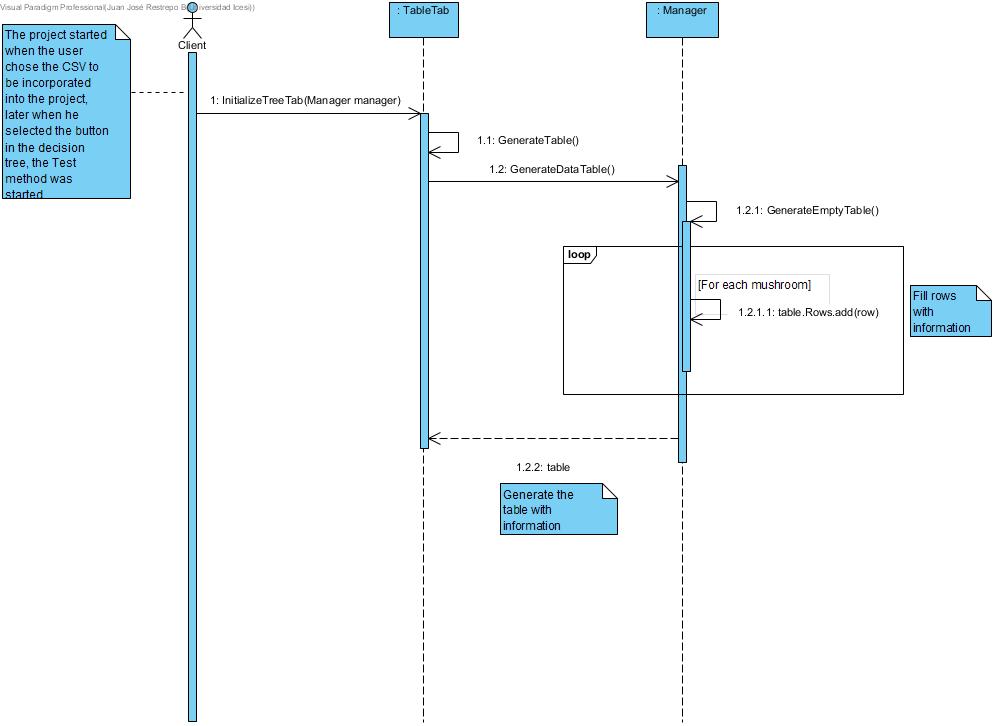 Visual Paradigm Professional(Juan José Restrepo B iversidad Icesi))
: TableTab
: Manager
Client
The project started
when the user
chose the CSV to
be incorporated
into the project,
later when he
selected the button
in the decision
tree, the Test
method was
started
1: InitializeTreeTab(Manager manager)
1.1: GenerateTable()
1.2: GenerateDataTable()
1.2.1: GenerateEmptyTable()
loop
[For each mushroom]
1.2.1.1: table.Rows.add(row)
Fill rows
with
information
1.2.2: table
Generate the
table with
information